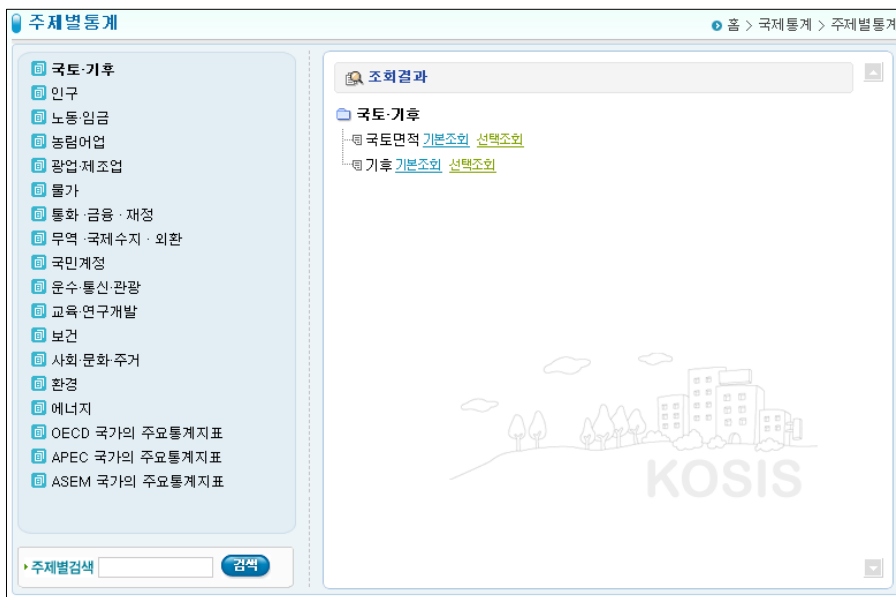 주제별통계
홈 > 국제통계 > 주제별통계
국토·기후
인구
노동·임금
농림어업
광업·제조업
물가
통화 ·금융 · 재정
무역 ·국제수지 · 외환
국민계정
운수·통신·관광
교육·연구개발
보건
사회·문화·주거
환경
에너지
OECD 국가의 주요통계지표
APEC 국가의 주요통계지표
ASEM 국가의 주요통계지표
주제별검색 검색
조회결과
국토·기후
국토면적 기본조회 선택조회
기후 기본조회 선택조회
KOSIS